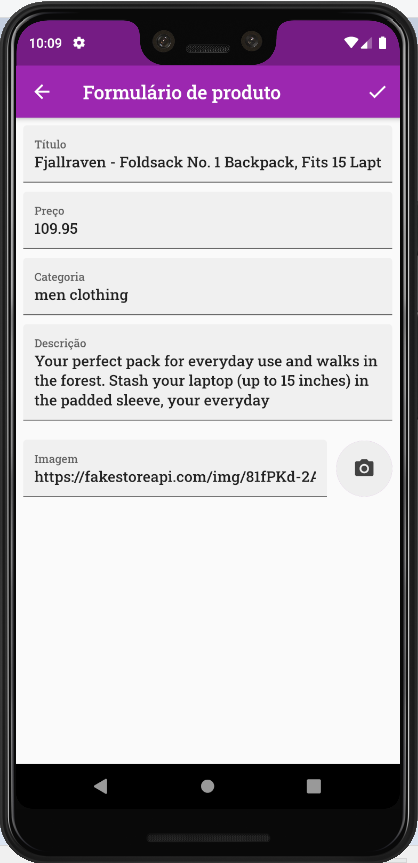 10:09
Formulário de produto
Título
Fjallraven - Foldsack No. 1 Backpack, Fits 15 Lapt
Preço
109.95
Categoria
men clothing
Descrição
Your perfect pack for everyday use and walks in
the forest. Stash your laptop (up to 15 inches) in
the padded sleeve, your everyday
Imagem
https://fakestoreapi.com/img/81fPKd-2A